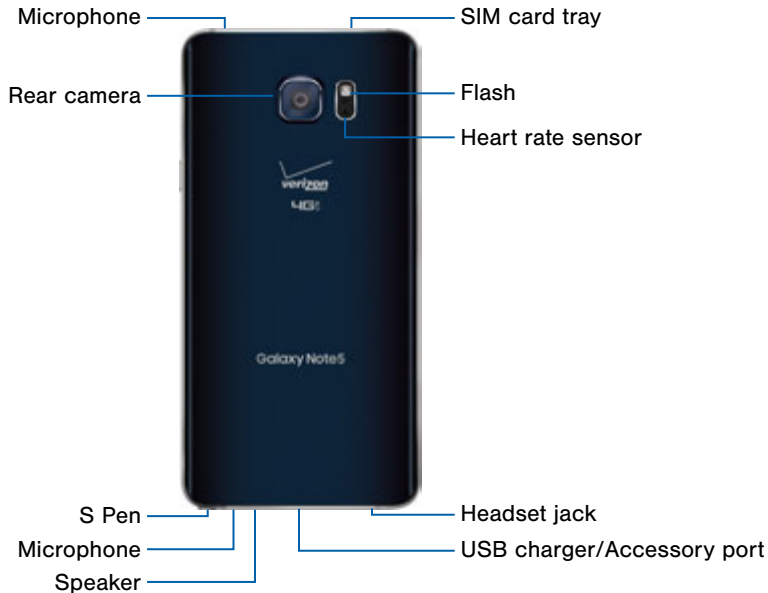 Microphone
SIM card tray
Rear camera
Flash
Heart rate sensor
verizon
4G LTE
Galaxy Note5
S Pen
Headset jack
Microphone
USB charger/Accessory port
Speaker